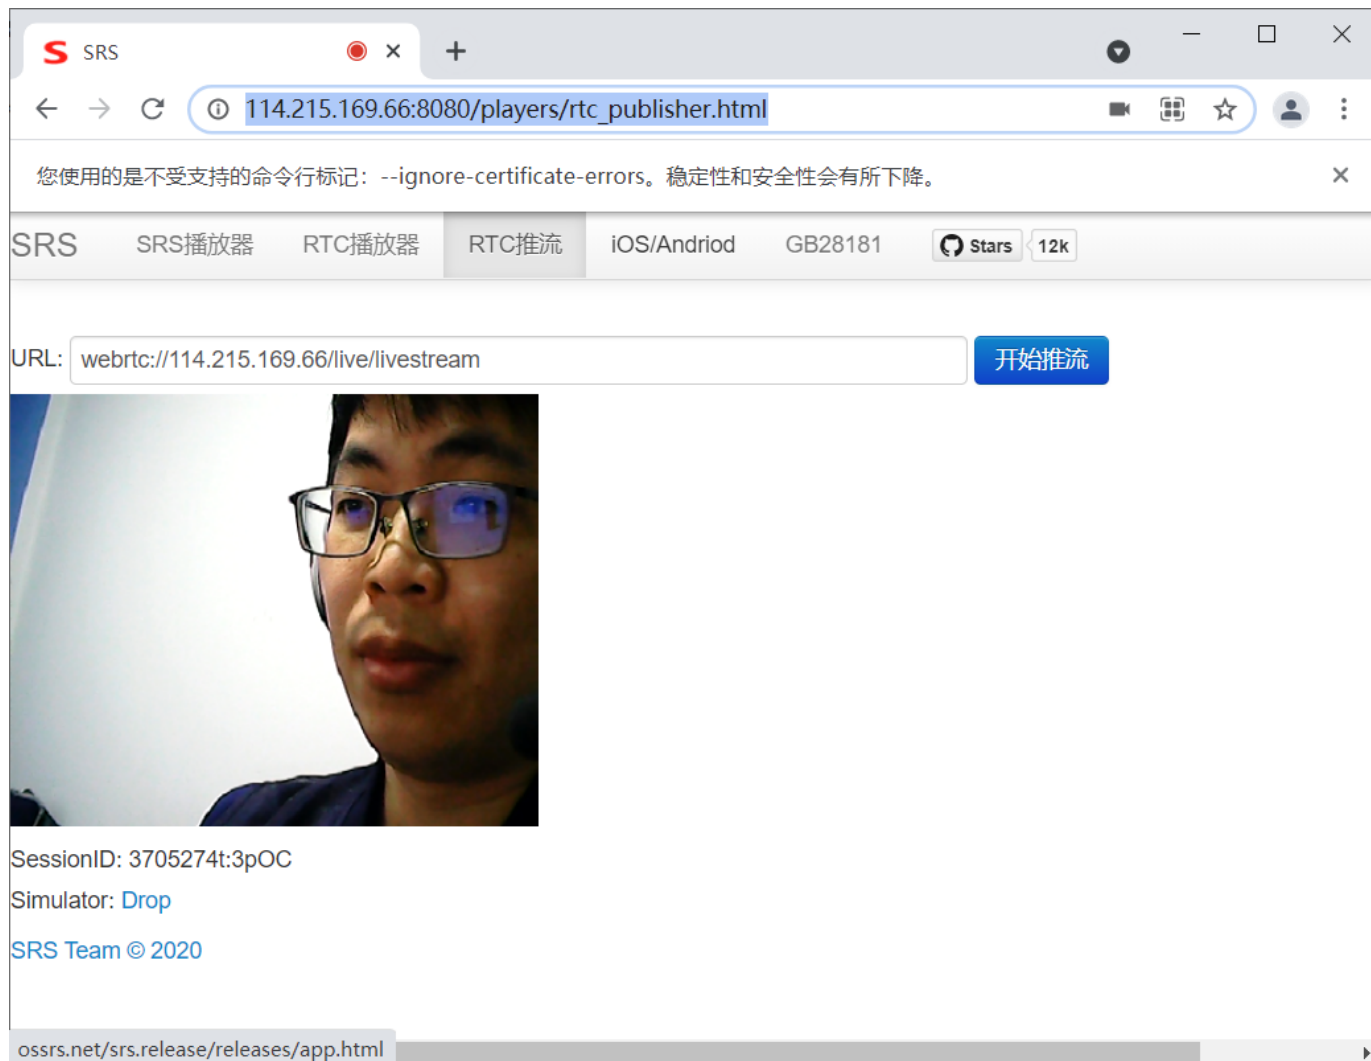 SRS
114.215.169.66:8080/players/rtc_publisher.html
您使用的是不受支持的命令行标记：--ignore-certificate-errors。稳定性和安全性会有所下降。
SRS SRS播放器 RTC播放器 RTC推流 iOS/Andriod GB28181 Stars 12k
URL: webrtc://114.215.169.66/live/livestream 开始推流
SessionID: 3705274t:3pOC
Simulator: Drop
SRS Team © 2020
ossrs.net/srs.release/releases/app.html